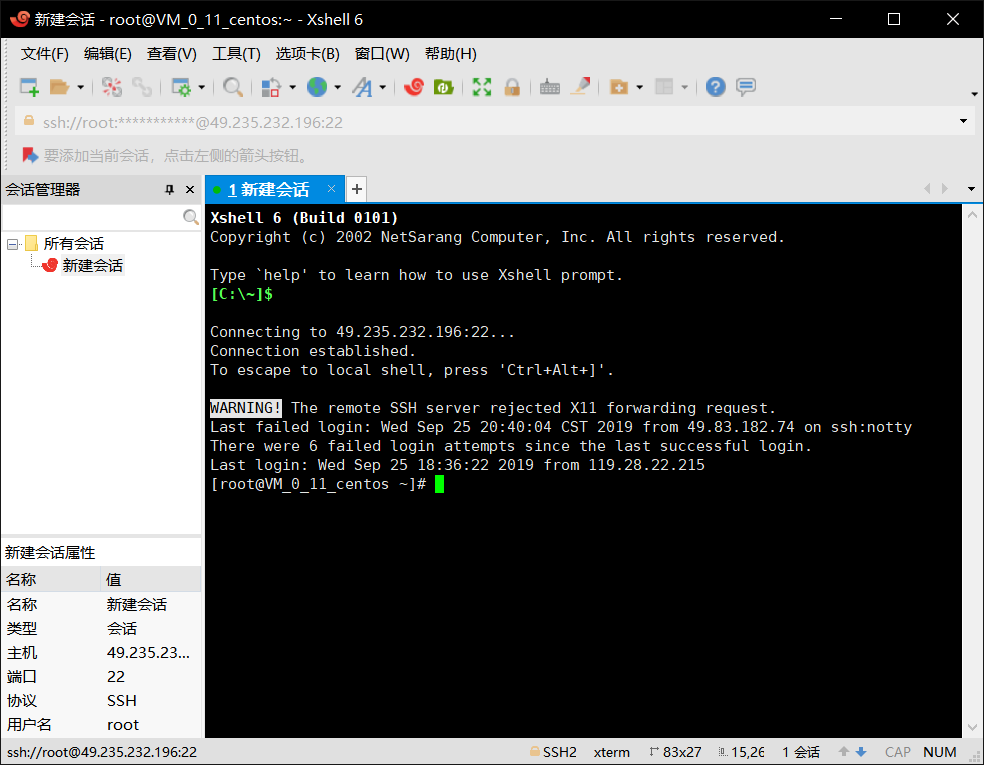 新建会话 - root@VM_0_11_centos:~ - Xshell 6
文件(F) 编辑(E) 查看(V) 工具(T) 选项卡(B) 窗口(W) 帮助(H)
ssh://root:***********@49.235.232.196:22
要添加当前会话，点击左侧的箭头按钮。
会话管理器
所有会话
新建会话
新建会话属性
名称 值
名称 新建会话
类型 会话
主机 49.235.23...
端口 22
协议 SSH
用户名 root
1 新建会话 × +
Xshell 6 (Build 0101)
Copyright (c) 2002 NetSarang Computer, Inc. All rights reserved.
Type `help' to learn how to use Xshell prompt.
[C:\~]$
Connecting to 49.235.232.196:22...
Connection established.
To escape to local shell, press 'Ctrl+Alt+]'.
WARNING! The remote SSH server rejected X11 forwarding request.
Last failed login: Wed Sep 25 20:40:04 CST 2019 from 49.83.182.74 on ssh:notty
There were 6 failed login attempts since the last successful login.
Last login: Wed Sep 25 18:36:22 2019 from 119.28.22.215
[root@VM_0_11_centos ~]#
ssh://root@49.235.232.196:22 SSH2 xterm 83x27 15,26 1 会话 CAP NUM